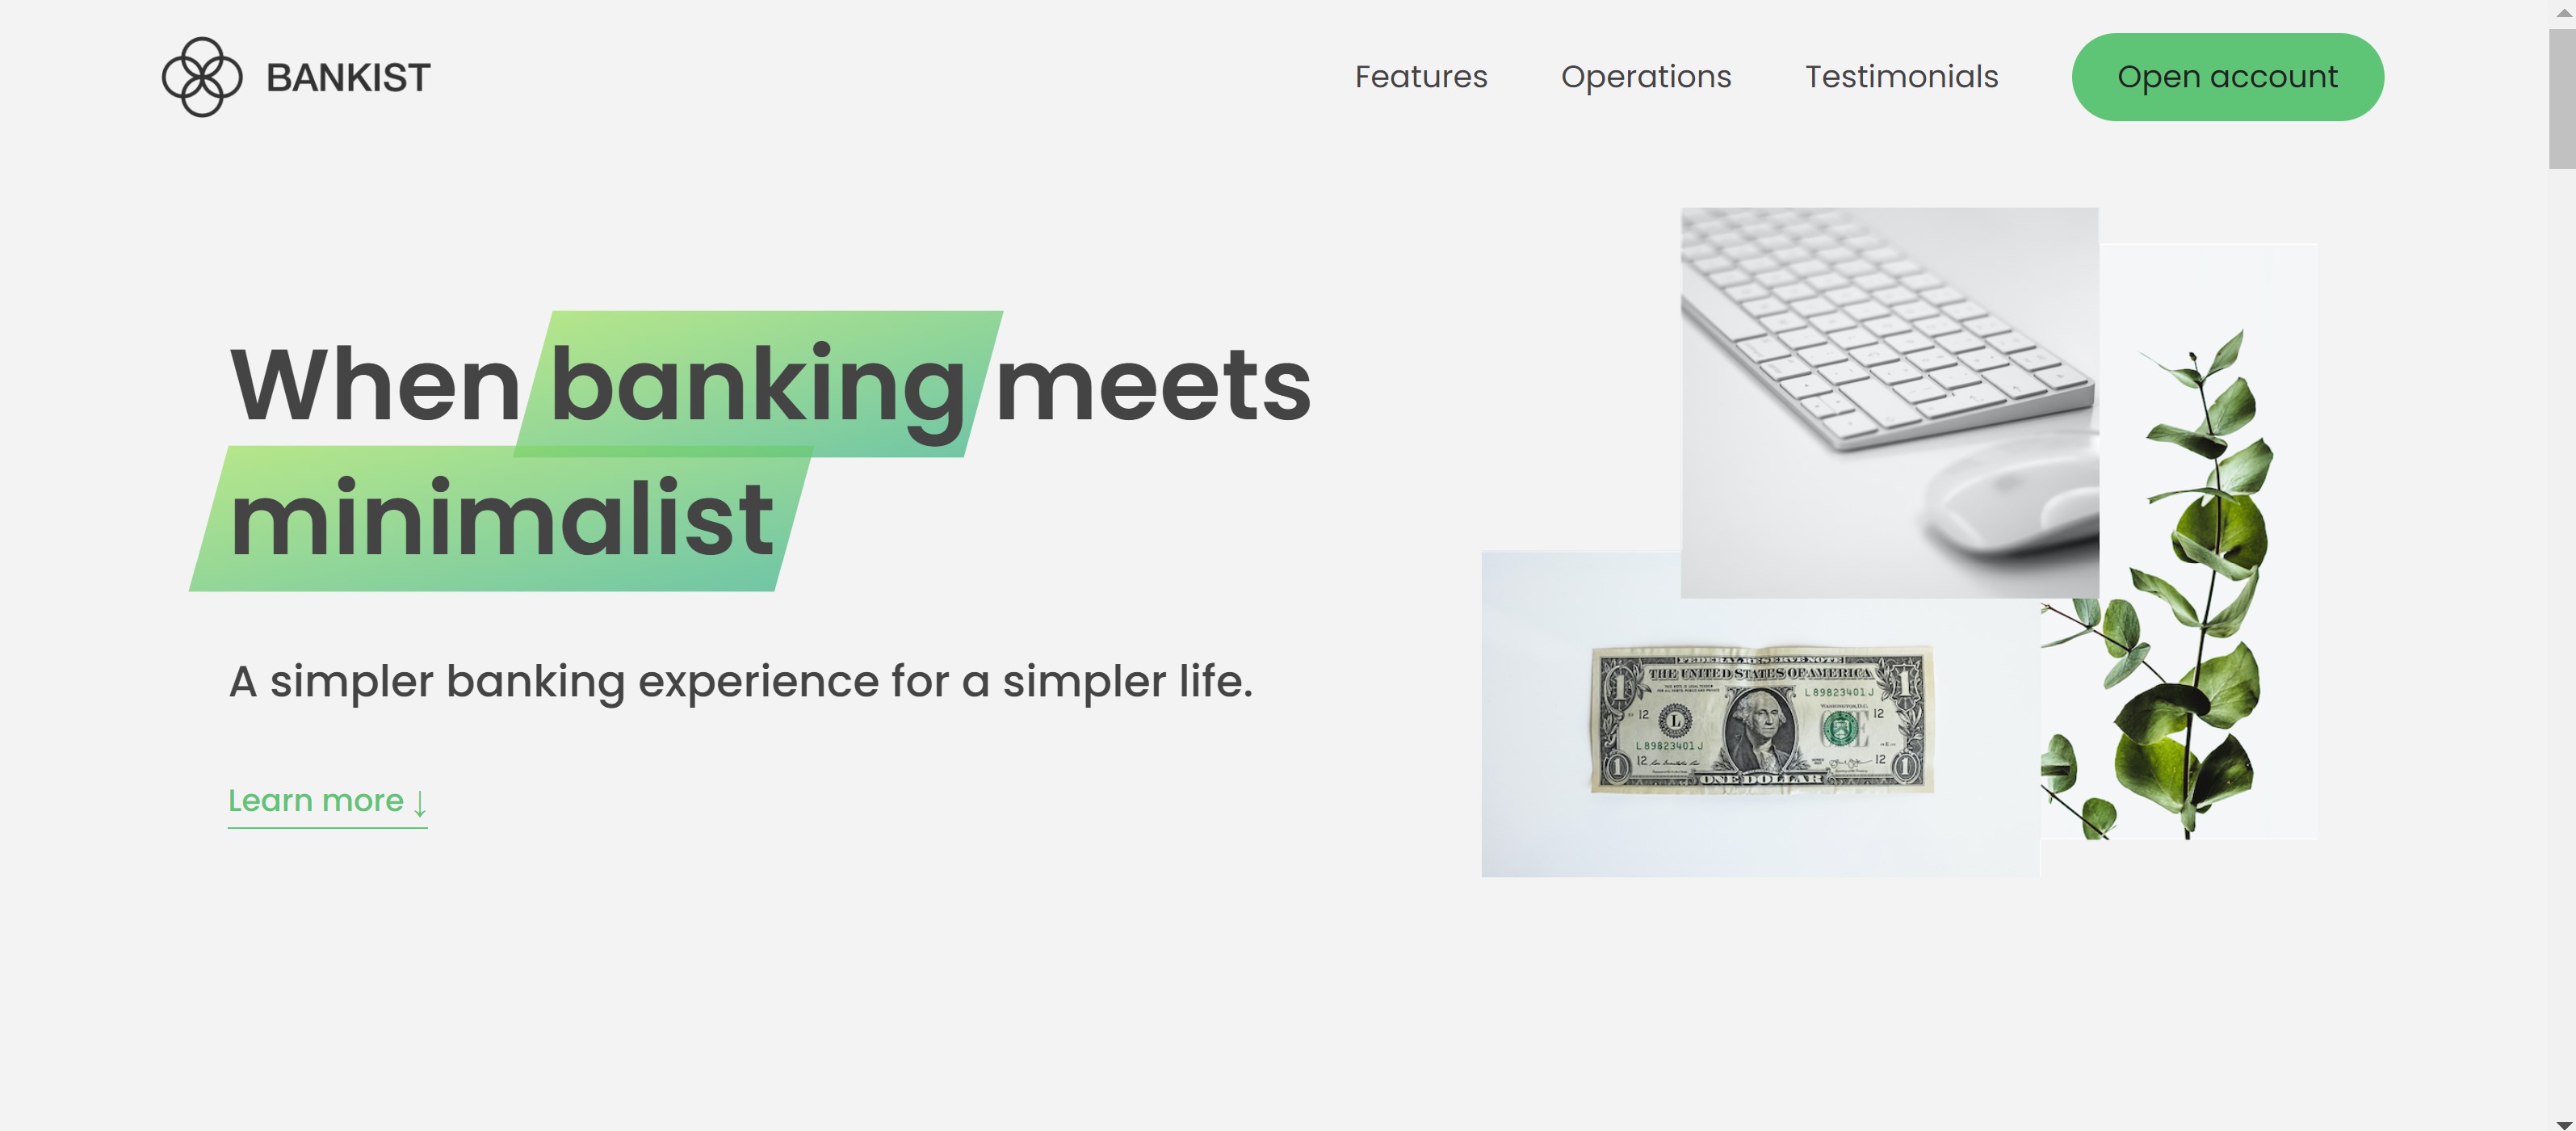 BANKIST
Features
Operations
Testimonials
Open account
When banking meets
minimalist
A simpler banking experience for a simpler life.
Learn more ↓
FEDERAL RESERVE NOTE
THE UNITED STATES OF AMERICA
L 89823401 J
WASHINGTON, D.C.
12
12
L
L 89823401 J
12
12
ONE DOLLAR
1
1
1
1